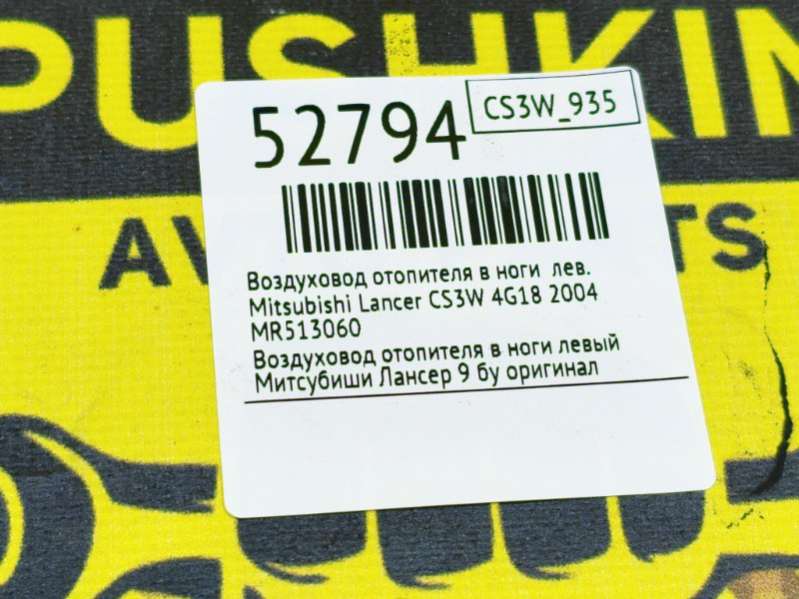 PUSHKIN
52794
CS3W_935
AV
TS
Воздуховод отопителя в ноги лев.
Mitsubishi Lancer CS3W 4G18 2004
MR513060
Воздуховод отопителя в ноги левый
Митсубиши Лансер 9 бу оригинал